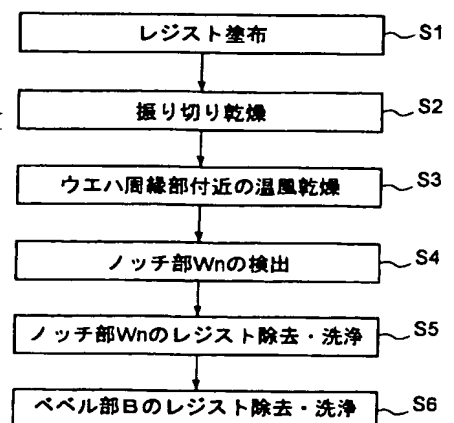 レジスト塗布 S1
振り切り乾燥 S2
ウエハ周縁部付近の温風乾燥 S3
ノッチ部Wnの検出 S4
ノッチ部Wnのレジスト除去・洗浄 S5
ベベル部Bのレジスト除去・洗浄 S6